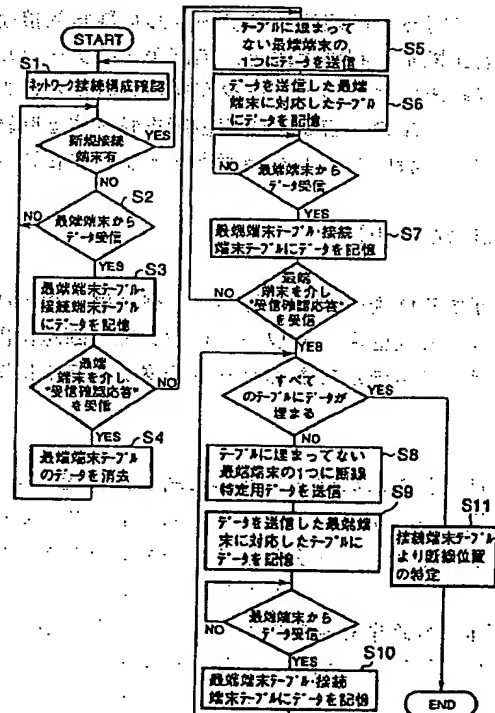 START
S1
ネットワーク接続構成確認
新規接続
端末有
YES
NO
S2
最端端末から
データ受信
NO
YES
S3
最端端末テーブル・
接続端末テーブル
にデータを記憶
最端
端末を介し
"受信確認応答"
を受信
NO
YES
S4
最端端末テーブル
のデータを消去
テーブルに埋まって
ない最端端末の
1つにデータを送信
S5
データを送信した最端
端末に対応したテーブル
にデータを記憶
S6
最端端末から
データ受信
NO
YES
S7
最端端末テーブル・接続
端末テーブルにデータを記憶
最端
端末を介し
"受信確認応答"
を受信
NO
YES
すべて
のテーブルにデータが
埋まる
YES
NO
S8
テーブルに埋まってない
最端端末の1つに断線
特定用データを送信
S9
データを送信した最端端
末に対応したテーブルに
データを記憶
最端端末から
データ受信
NO
YES
S10
最端端末テーブル・接続
端末テーブルにデータを記憶
S11
接続端末テーブル
より断線位置
の特定
END